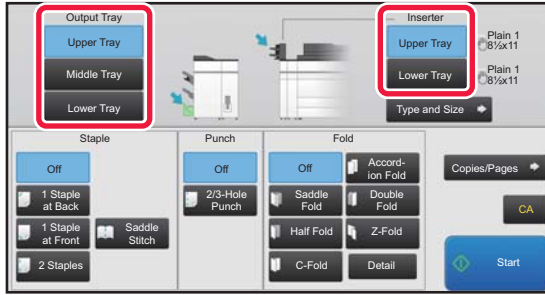 Output Tray
Upper Tray
Middle Tray
Lower Tray
Inserter
Upper Tray
Plain 1
8½x11
Lower Tray
Plain 1
8½x11
Type and Size
Staple
Off
1 Staple
at Back
1 Staple
at Front
Saddle
Stitch
2 Staples
Punch
Off
2/3-Hole
Punch
Fold
Off
Accord-
ion Fold
Saddle
Fold
Double
Fold
Half Fold
Z-Fold
C-Fold
Detail
Copies/Pages
CA
Start